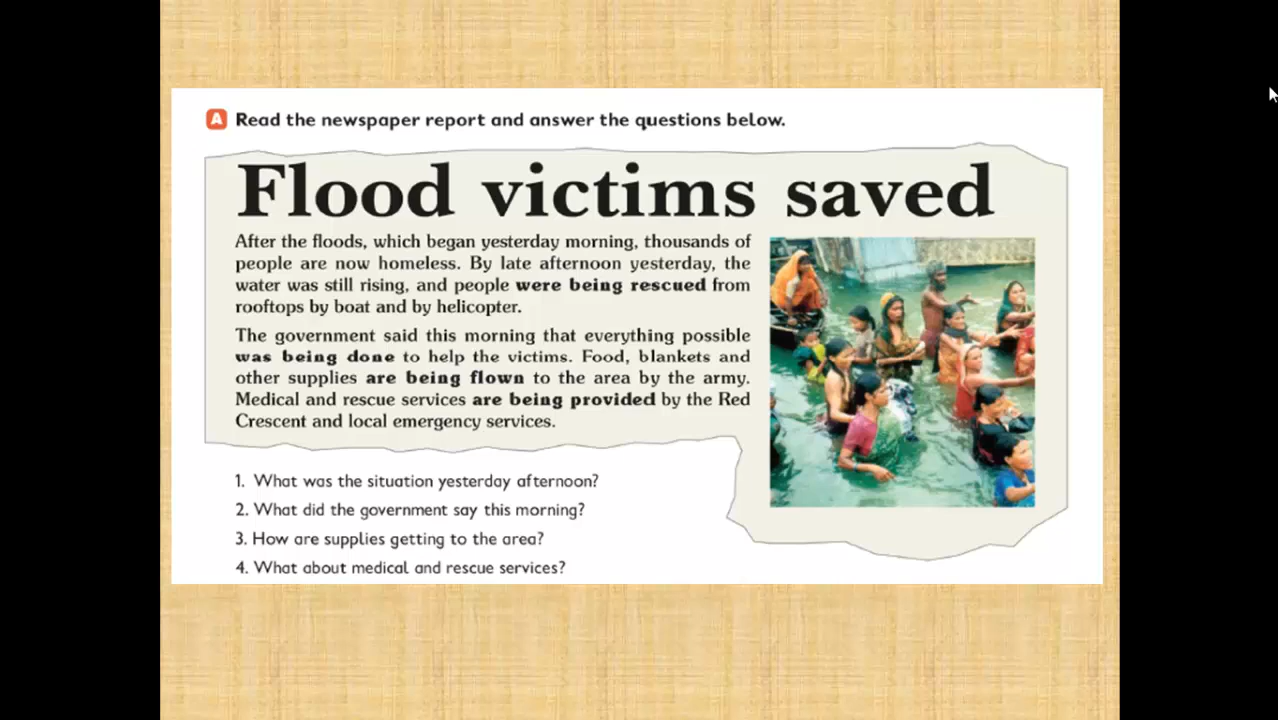 A Read the newspaper report and answer the questions below.
Flood victims saved
After the floods, which began yesterday morning, thousands of
people are now homeless. By late afternoon yesterday, the
water was still rising, and people were being rescued from
rooftops by boat and by helicopter.
The government said this morning that everything possible
was being done to help the victims. Food, blankets and
other supplies are being flown to the area by the army.
Medical and rescue services are being provided by the Red
Crescent and local emergency services.
1. What was the situation yesterday afternoon?
2. What did the government say this morning?
3. How are supplies getting to the area?
4. What about medical and rescue services?